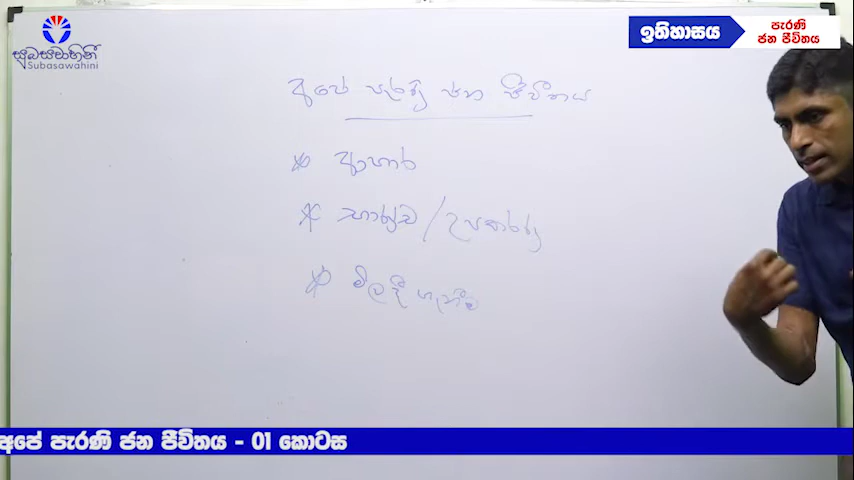 සුබසවාහිනී
Subasawahini
ඉතිහාසය
පැරණි
ජන ජීවිතය
අපේ පැරණි ජන ජීවිතය
* ආහාර
* භාණ්ඩ / උපකරණ
* මිලදී ගැනීම
අපේ පැරණි ජන ජීවිතය - 01 කොටස